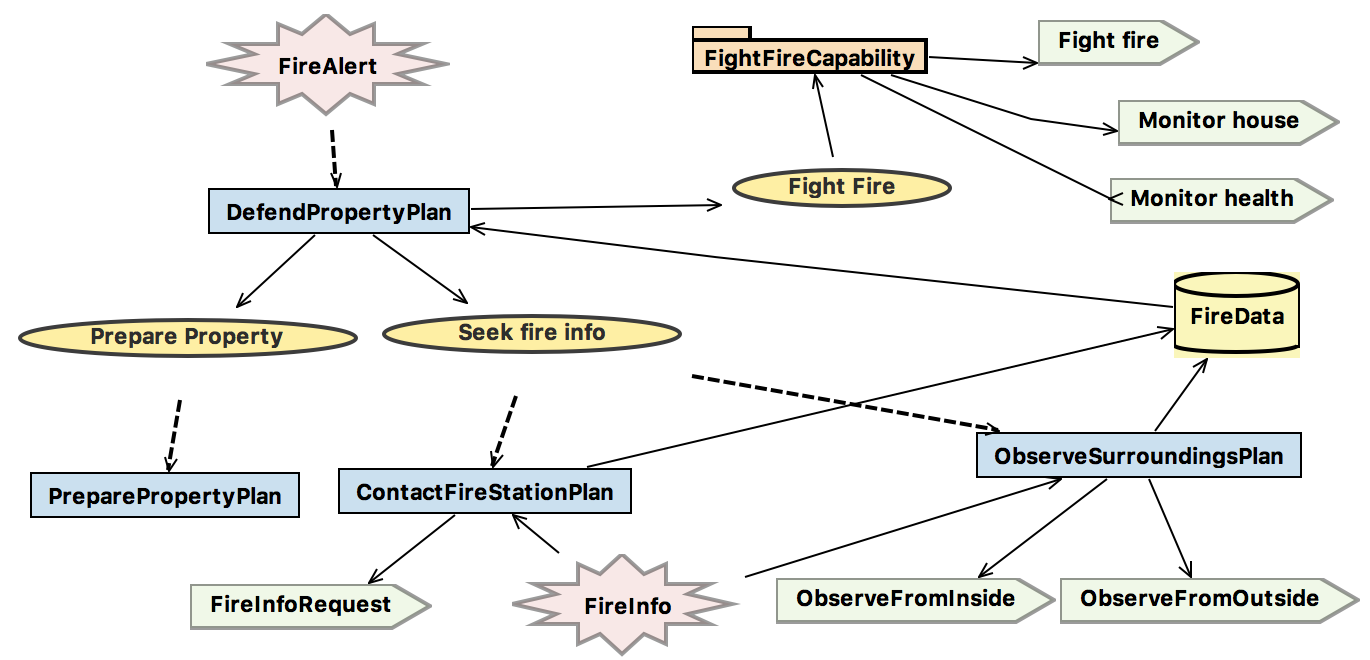 FireAlert
FightFireCapability
Fight fire
Monitor house
Monitor health
Fight Fire
DefendPropertyPlan
FireData
Prepare Property
Seek fire info
ObserveSurroundingsPlan
PreparePropertyPlan
ContactFireStationPlan
FireInfoRequest
FireInfo
ObserveFromInside
ObserveFromOutside